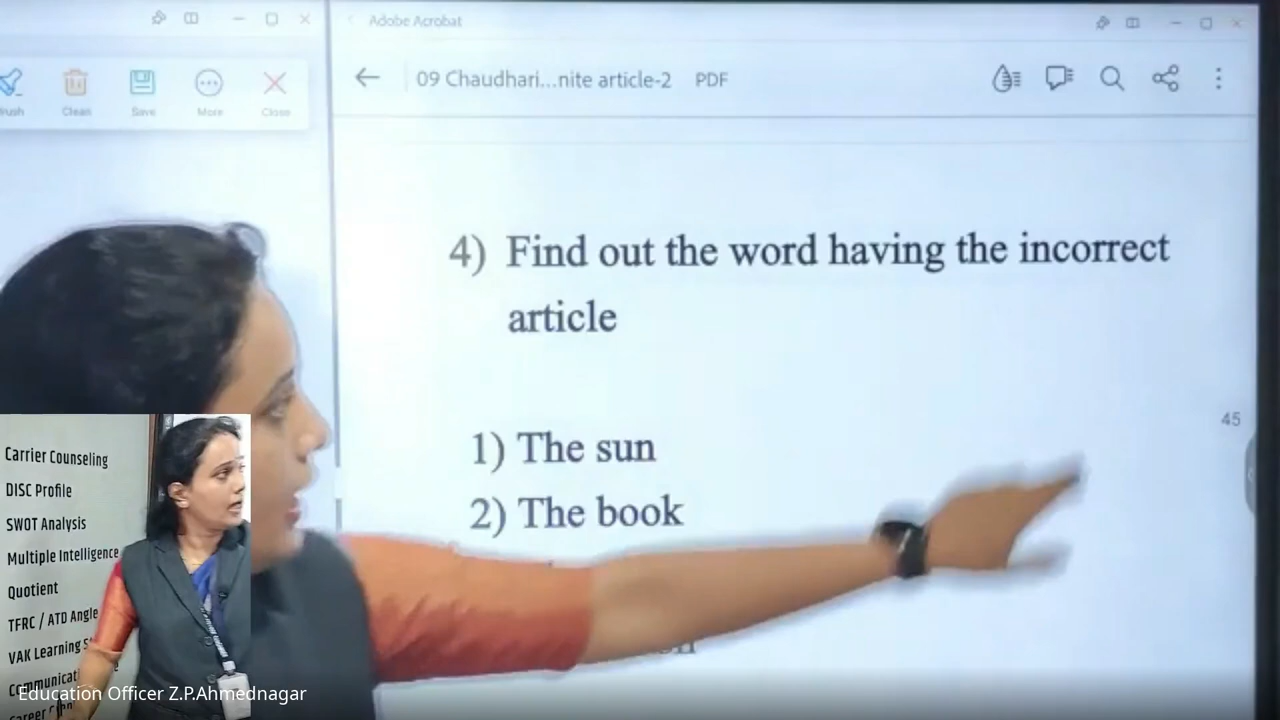 Adobe Acrobat
Clean
Save
More
Close
09 Chaudhari...nite article-2 PDF
4) Find out the word having the incorrect
article
45
1) The sun
2) The book
Carrier Counseling
DISC Profile
SWOT Analysis
Multiple Intelligence
Quotient
TFRC / ATD Angle
VAK Learning
Education Officer Z.P.Ahmednagar